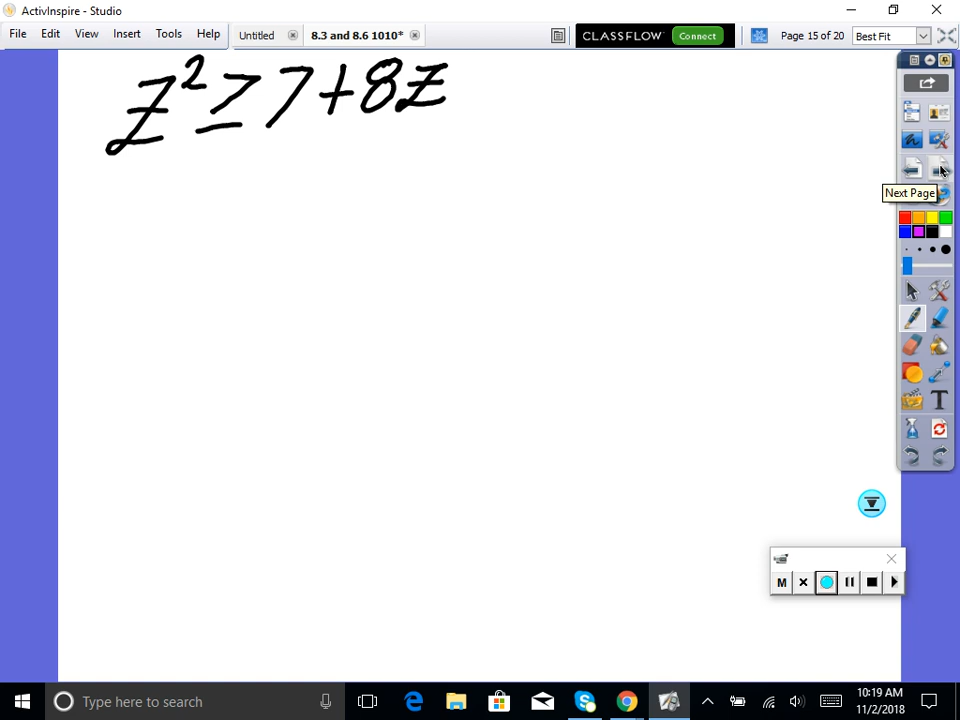 ActivInspire - Studio
File Edit View Insert Tasks Help Untitled 8.3 and 8.6 1010* CLASSFLOW Connect Page 15 of 20 Best Fit
z² ≥ 7 + 8z
Next Page
T
M
Type here to search
10:19 AM
11/2/2018